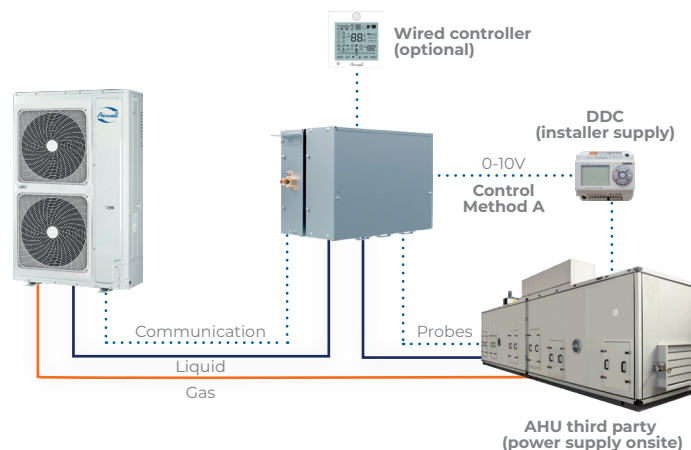 Wired controller
(optional)
Airwell
DDC
(installer supply)
0-10V
Control
Method A
Communication
Probes
Liquid
Gas
AHU third party
(power supply onsite)